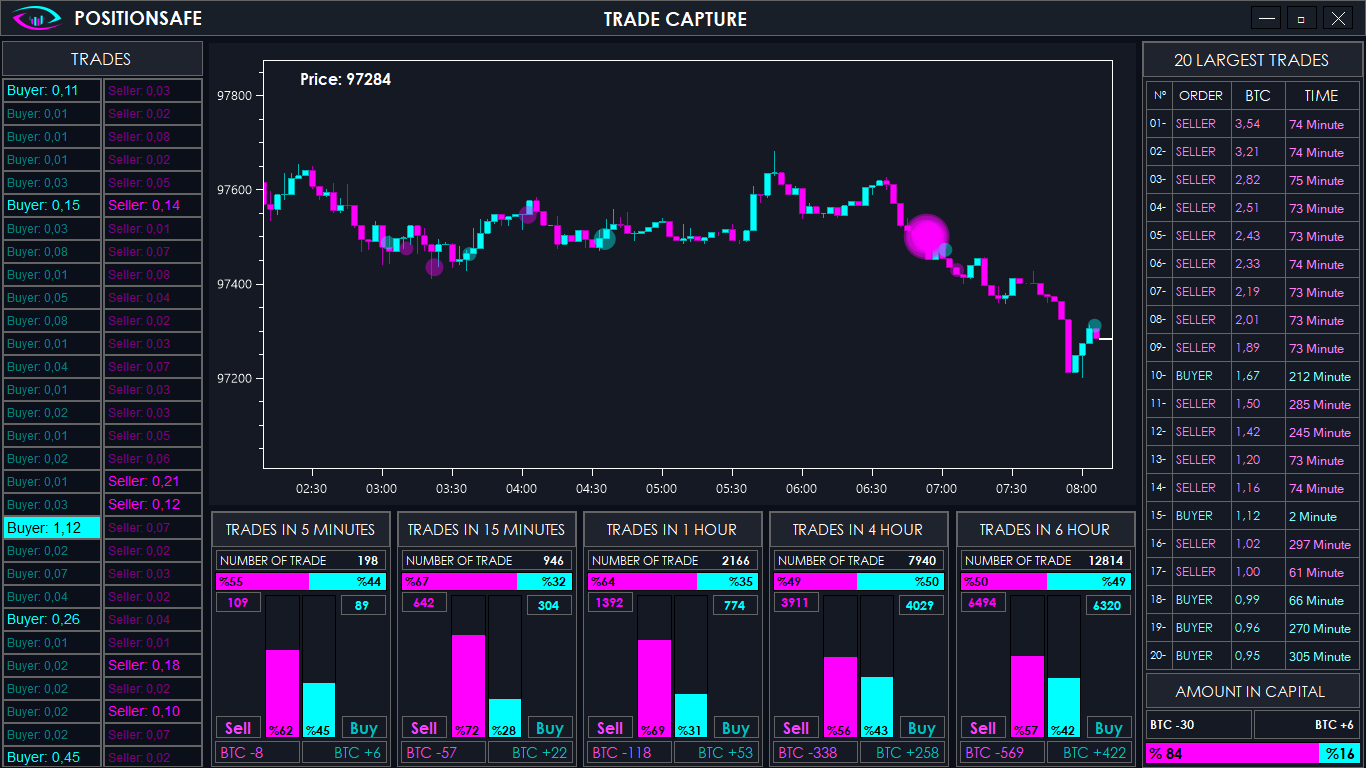 POSITIONSAFE
TRADE CAPTURE
TRADES
Buyer: 0,11 Seller: 0,03
Buyer: 0,01 Seller: 0,02
Buyer: 0,01 Seller: 0,08
Buyer: 0,01 Seller: 0,02
Buyer: 0,03 Seller: 0,05
Buyer: 0,15 Seller: 0,14
Buyer: 0,03 Seller: 0,01
Buyer: 0,08 Seller: 0,07
Buyer: 0,01 Seller: 0,08
Buyer: 0,05 Seller: 0,04
Buyer: 0,08 Seller: 0,02
Buyer: 0,01 Seller: 0,03
Buyer: 0,04 Seller: 0,07
Buyer: 0,01 Seller: 0,03
Buyer: 0,02 Seller: 0,03
Buyer: 0,01 Seller: 0,05
Buyer: 0,02 Seller: 0,06
Buyer: 0,01 Seller: 0,21
Buyer: 0,03 Seller: 0,12
Buyer: 1,12 Seller: 0,07
Buyer: 0,02 Seller: 0,02
Buyer: 0,07 Seller: 0,03
Buyer: 0,04 Seller: 0,02
Buyer: 0,26 Seller: 0,04
Buyer: 0,01 Seller: 0,01
Buyer: 0,02 Seller: 0,18
Buyer: 0,02 Seller: 0,02
Buyer: 0,02 Seller: 0,10
Buyer: 0,02 Seller: 0,07
Buyer: 0,45 Seller: 0,02
Price: 97284
97800
97600
97400
97200
02:30 03:00 03:30 04:00 04:30 05:00 05:30 06:00 06:30 07:00 07:30 08:00
TRADES IN 5 MINUTES
NUMBER OF TRADE 198
%55 %44
109 89
%62 %45
Sell Buy
BTC -8 BTC +6
TRADES IN 15 MINUTES
NUMBER OF TRADE 946
%67 %32
642 304
%72 %28
Sell Buy
BTC -57 BTC +22
TRADES IN 1 HOUR
NUMBER OF TRADE 2166
%64 %35
1392 774
%69 %31
Sell Buy
BTC -118 BTC +53
TRADES IN 4 HOUR
NUMBER OF TRADE 7940
%49 %50
3911 4029
%56 %43
Sell Buy
BTC -338 BTC +258
TRADES IN 6 HOUR
NUMBER OF TRADE 12814
%50 %49
6494 6320
%57 %42
Sell Buy
BTC -569 BTC +422
20 LARGEST TRADES
Nº ORDER BTC TIME
01- SELLER 3,54 74 Minute
02- SELLER 3,21 74 Minute
03- SELLER 2,82 75 Minute
04- SELLER 2,51 73 Minute
05- SELLER 2,43 73 Minute
06- SELLER 2,33 74 Minute
07- SELLER 2,19 73 Minute
08- SELLER 2,01 73 Minute
09- SELLER 1,89 73 Minute
10- BUYER 1,67 212 Minute
11- SELLER 1,50 285 Minute
12- SELLER 1,42 245 Minute
13- SELLER 1,20 73 Minute
14- SELLER 1,16 74 Minute
15- BUYER 1,12 2 Minute
16- SELLER 1,02 297 Minute
17- SELLER 1,00 61 Minute
18- BUYER 0,99 66 Minute
19- BUYER 0,96 270 Minute
20- BUYER 0,95 305 Minute
AMOUNT IN CAPITAL
BTC -30 BTC +6
% 84 %16